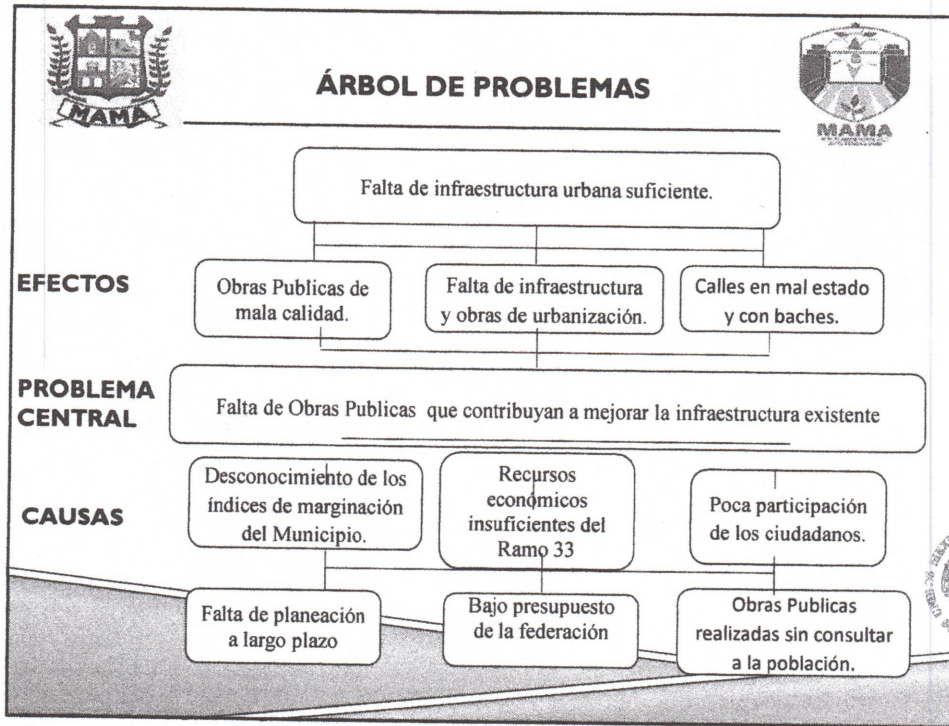 MAMA
ÁRBOL DE PROBLEMAS
MAMA
Falta de infraestructura urbana suficiente.
EFECTOS
Obras Publicas de
mala calidad.
Falta de infraestructura
y obras de urbanización.
Calles en mal estado
y con baches.
PROBLEMA
CENTRAL
Falta de Obras Publicas que contribuyan a mejorar la infraestructura existente
CAUSAS
Desconocimiento de los
índices de marginación
del Municipio.
Recursos
económicos
insuficientes del
Ramo 33
Poca participación
de los ciudadanos.
Falta de planeación
a largo plazo
Bajo presupuesto
de la federación
Obras Publicas
realizadas sin consultar
a la población.